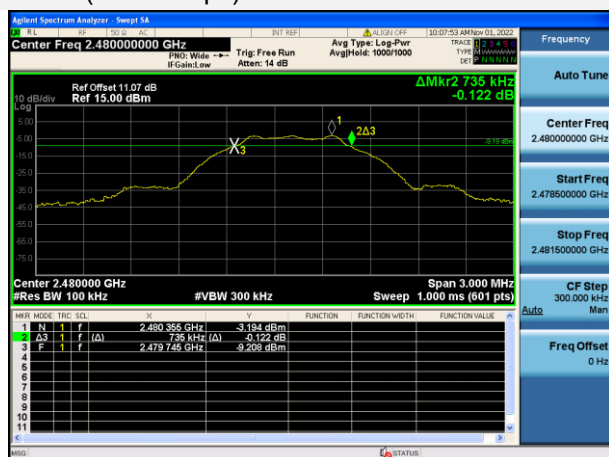 Agilent Spectrum Analyzer - Swept SA
RL RF 50 Ω AC INT REF ALIGN OFF 10:07:53 AM Nov 01, 2022
Center Freq 2.480000000 GHz
PNO: Wide
IFGain:Low
Trig: Free Run
Atten: 14 dB
Avg Type: Log-Pwr
Avg|Hold: 1000/1000
TRACE 1 2 3 4 5 6
TYPE M
DET P N N N N N
Ref Offset 11.07 dB
10 dB/div Ref 15.00 dBm
Log
ΔMkr2 735 kHz
-0.122 dB
5.00
-5.00
-15.0
-25.0
-35.0
-45.0
-55.0
-65.0
-75.0
1
2Δ3
3
-9.19 dBm
Center 2.480000 GHz Span 3.000 MHz
#Res BW 100 kHz #VBW 300 kHz Sweep 1.000 ms (601 pts)
MKR MODE TRC SCL X Y FUNCTION FUNCTION WIDTH FUNCTION VALUE
1 N 1 f 2.480 355 GHz -3.194 dBm
2 Δ3 1 f (Δ) 735 kHz (Δ) -0.122 dB
3 F 1 f 2.479 745 GHz -9.208 dBm
4
5
6
7
8
9
10
11
MSG STATUS
Frequency
Auto Tune
Center Freq
2.480000000 GHz
Start Freq
2.478500000 GHz
Stop Freq
2.481500000 GHz
CF Step
300.000 kHz
Auto Man
Freq Offset
0 Hz